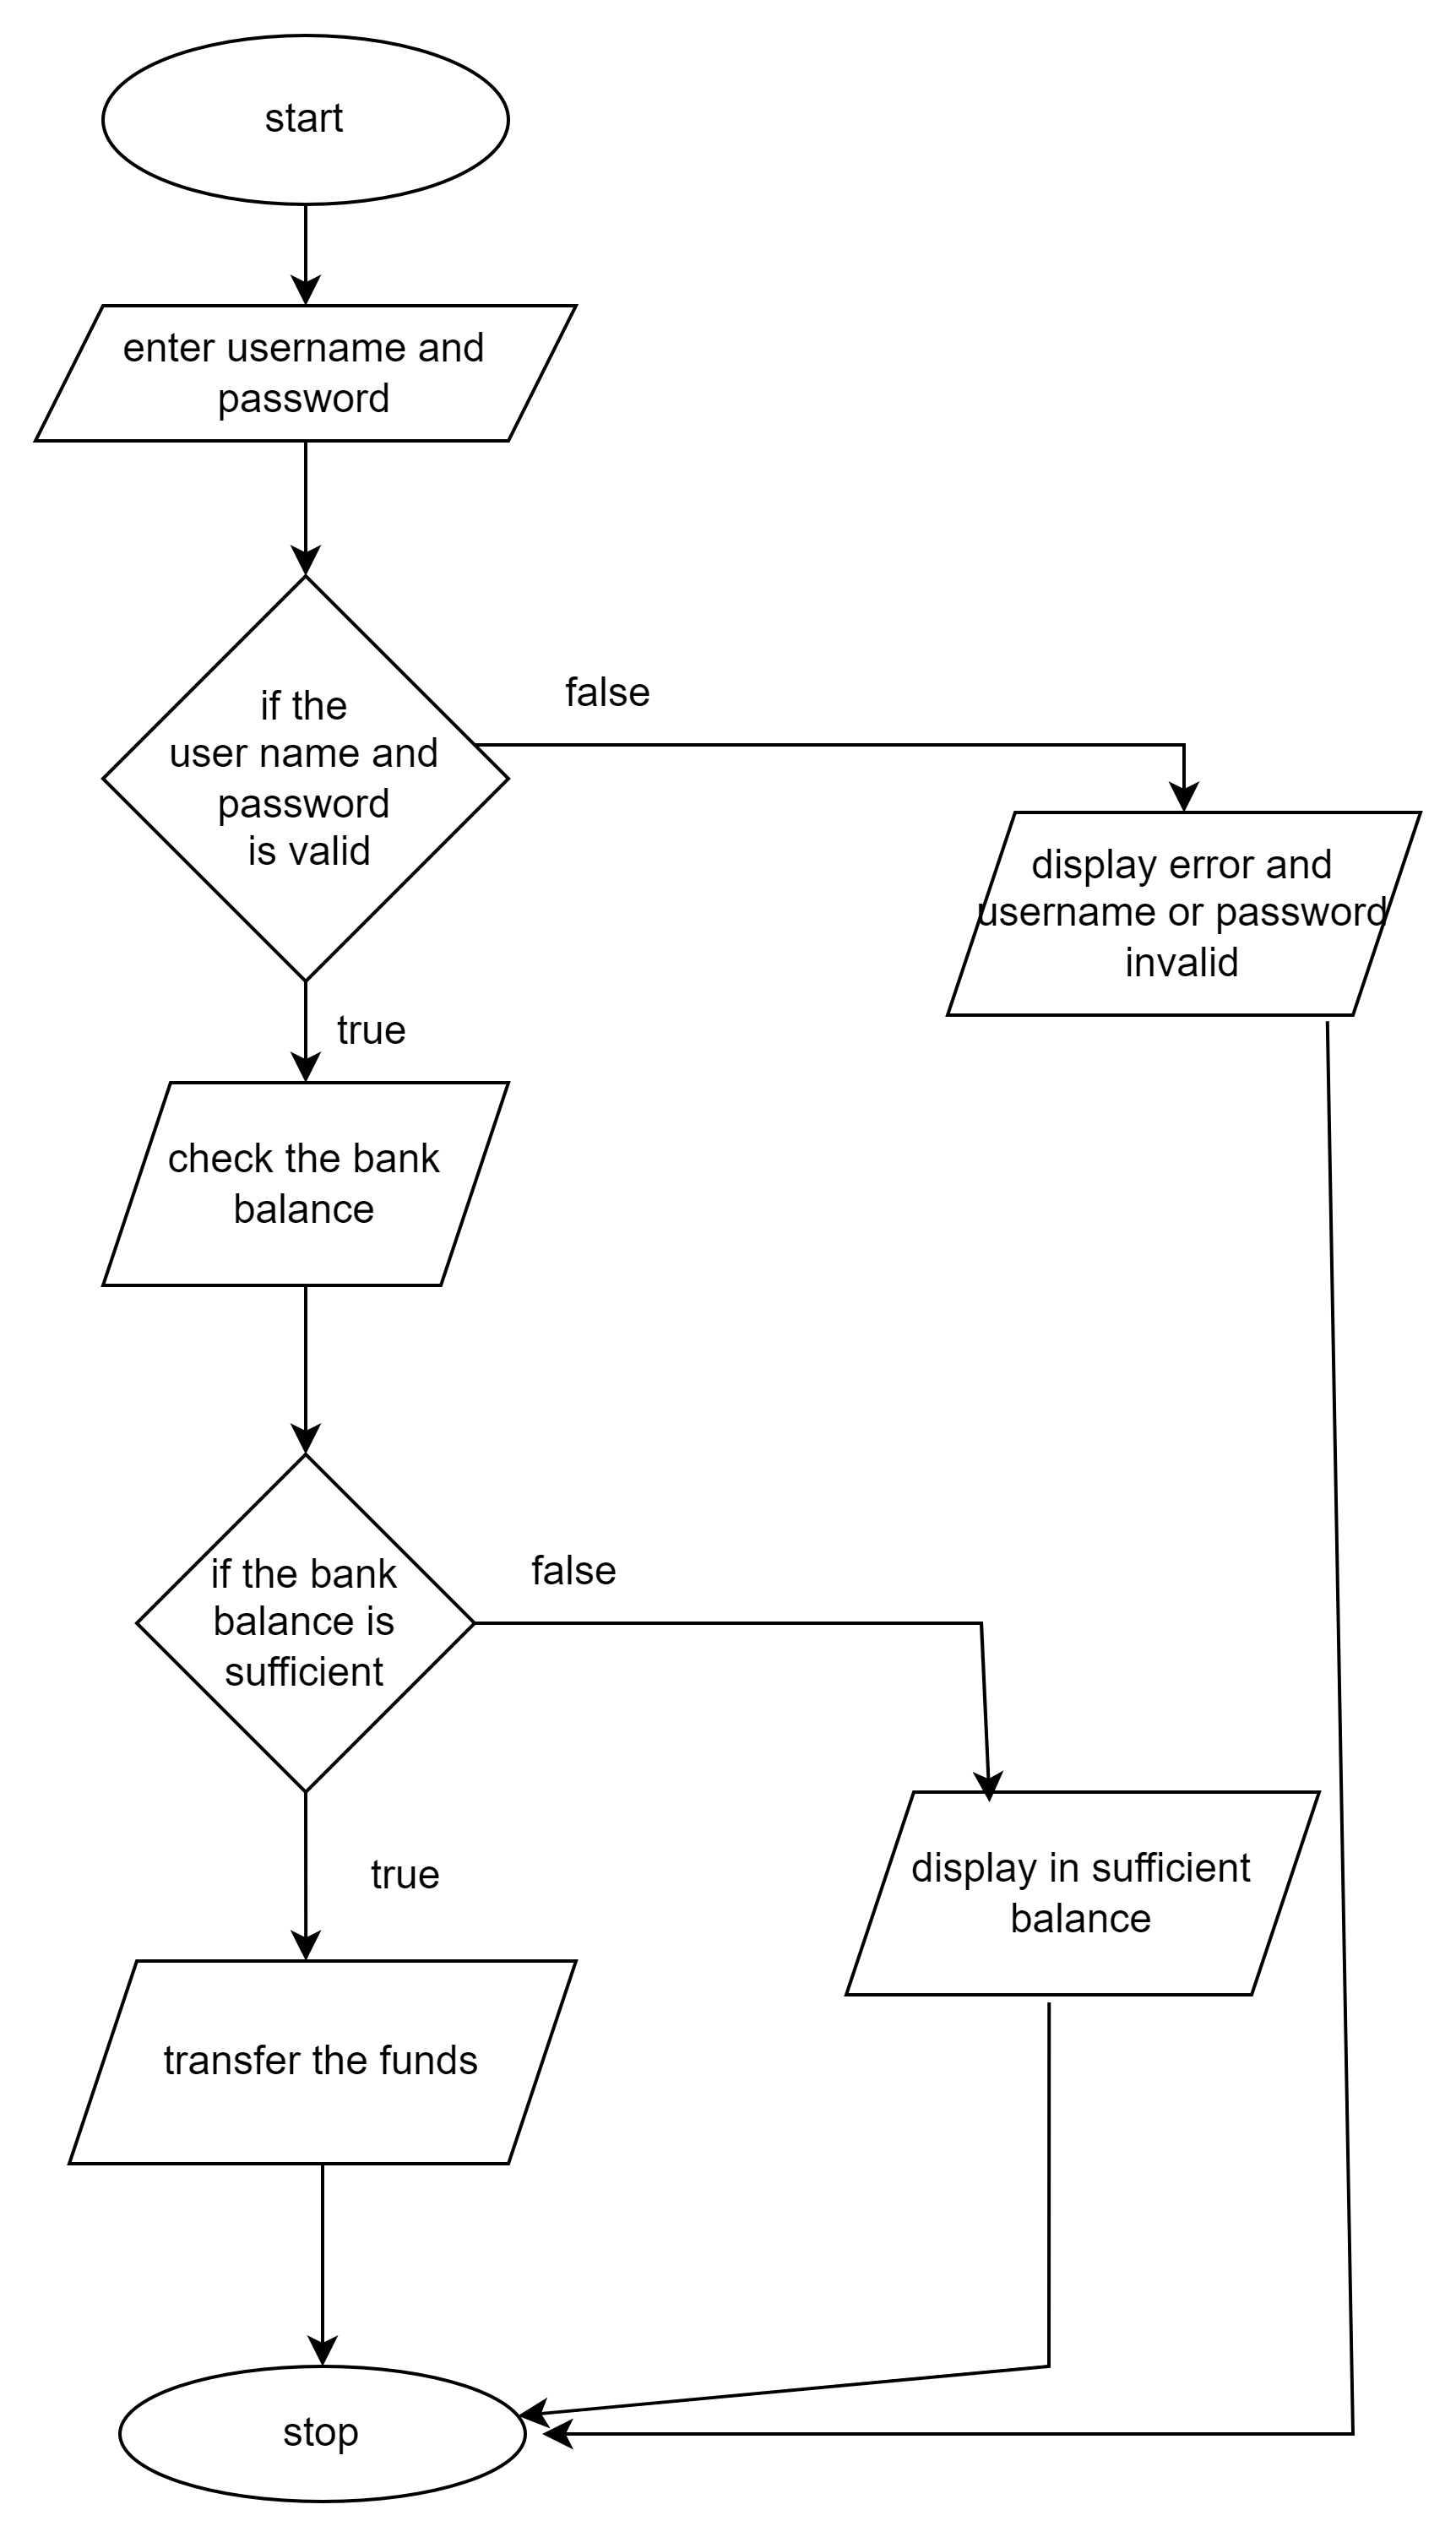 start
enter username and
password
if the
user name and
password
is valid
false
display error and
username or password
invalid
true
check the bank
balance
if the bank
balance is
sufficient
false
display in sufficient
balance
true
transfer the funds
stop